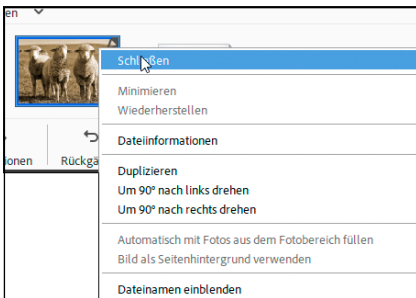 en
Schließen
Minimieren
Wiederherstellen
Dateiinformationen
ionen
Rückgä
Duplizieren
Um 90° nach links drehen
Um 90° nach rechts drehen
Automatisch mit Fotos aus dem Fotobereich füllen
Bild als Seitenhintergrund verwenden
Dateinamen einblenden